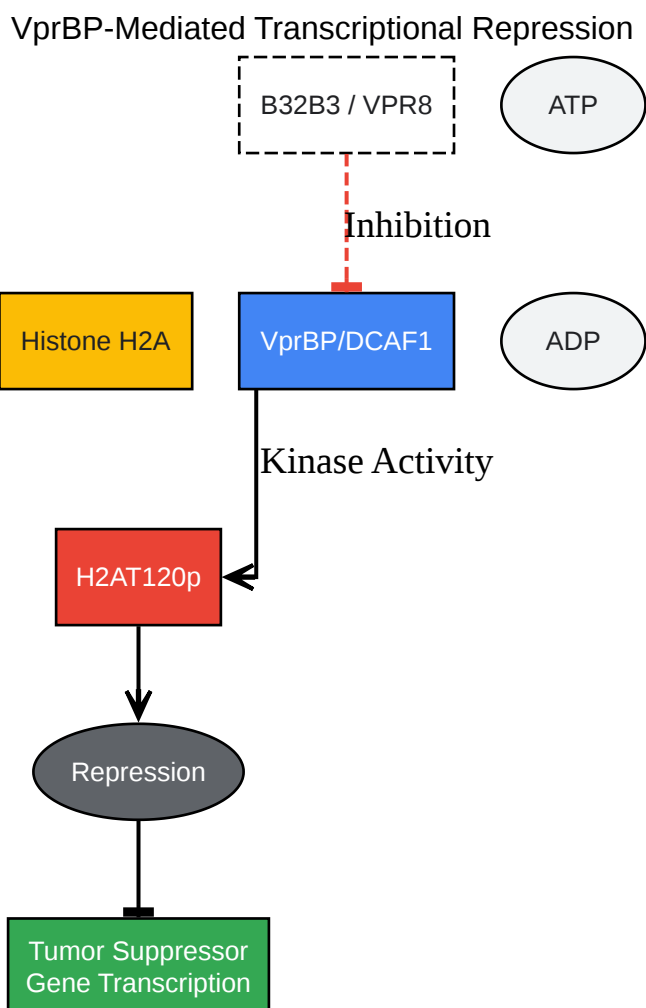 VprBP-Mediated Transcriptional Repression
B32B3 / VPR8
ATP
Inhibition
Histone H2A
VprBP/DCAF1
ADP
Kinase Activity
H2AT120p
Repression
Tumor Suppressor
Gene Transcription